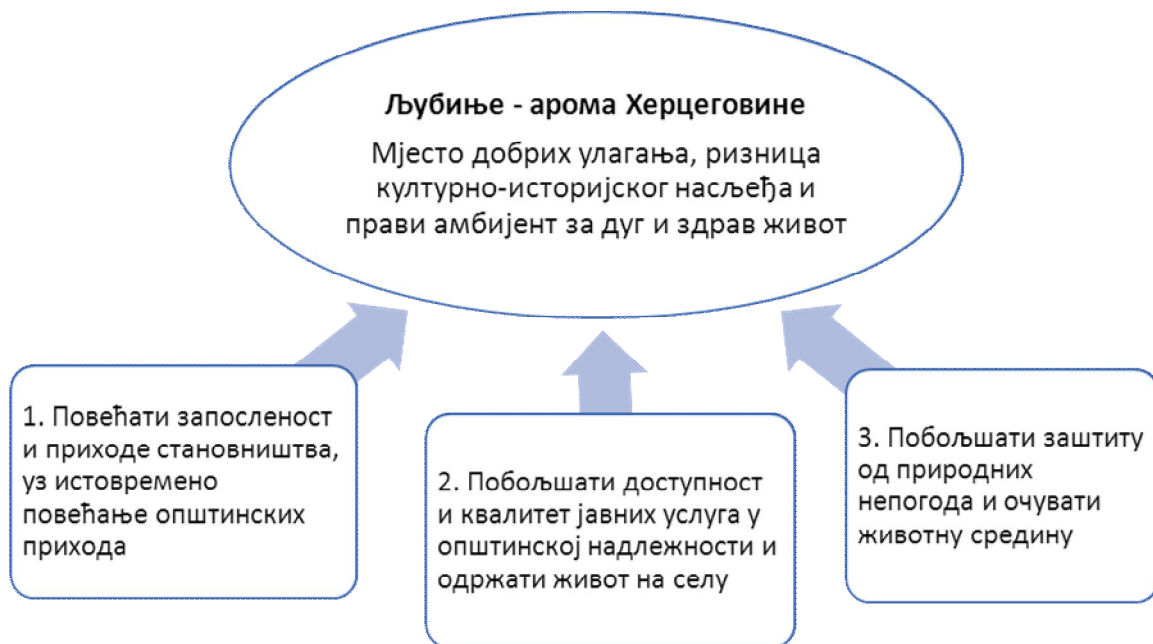 Љубиње - арома Херцеговине
Мјесто добрих улагања, ризница
културно-историјског насљеђа и
прави амбијент за дуг и здрав живот
1. Повећати запосленост
и приходе становништва,
уз истовремено
повећање општинских
прихода
2. Побољшати доступност
и квалитет јавних услуга у
општинској надлежности и
одржати живот на селу
3. Побољшати заштиту
од природних
непогода и очувати
животну средину